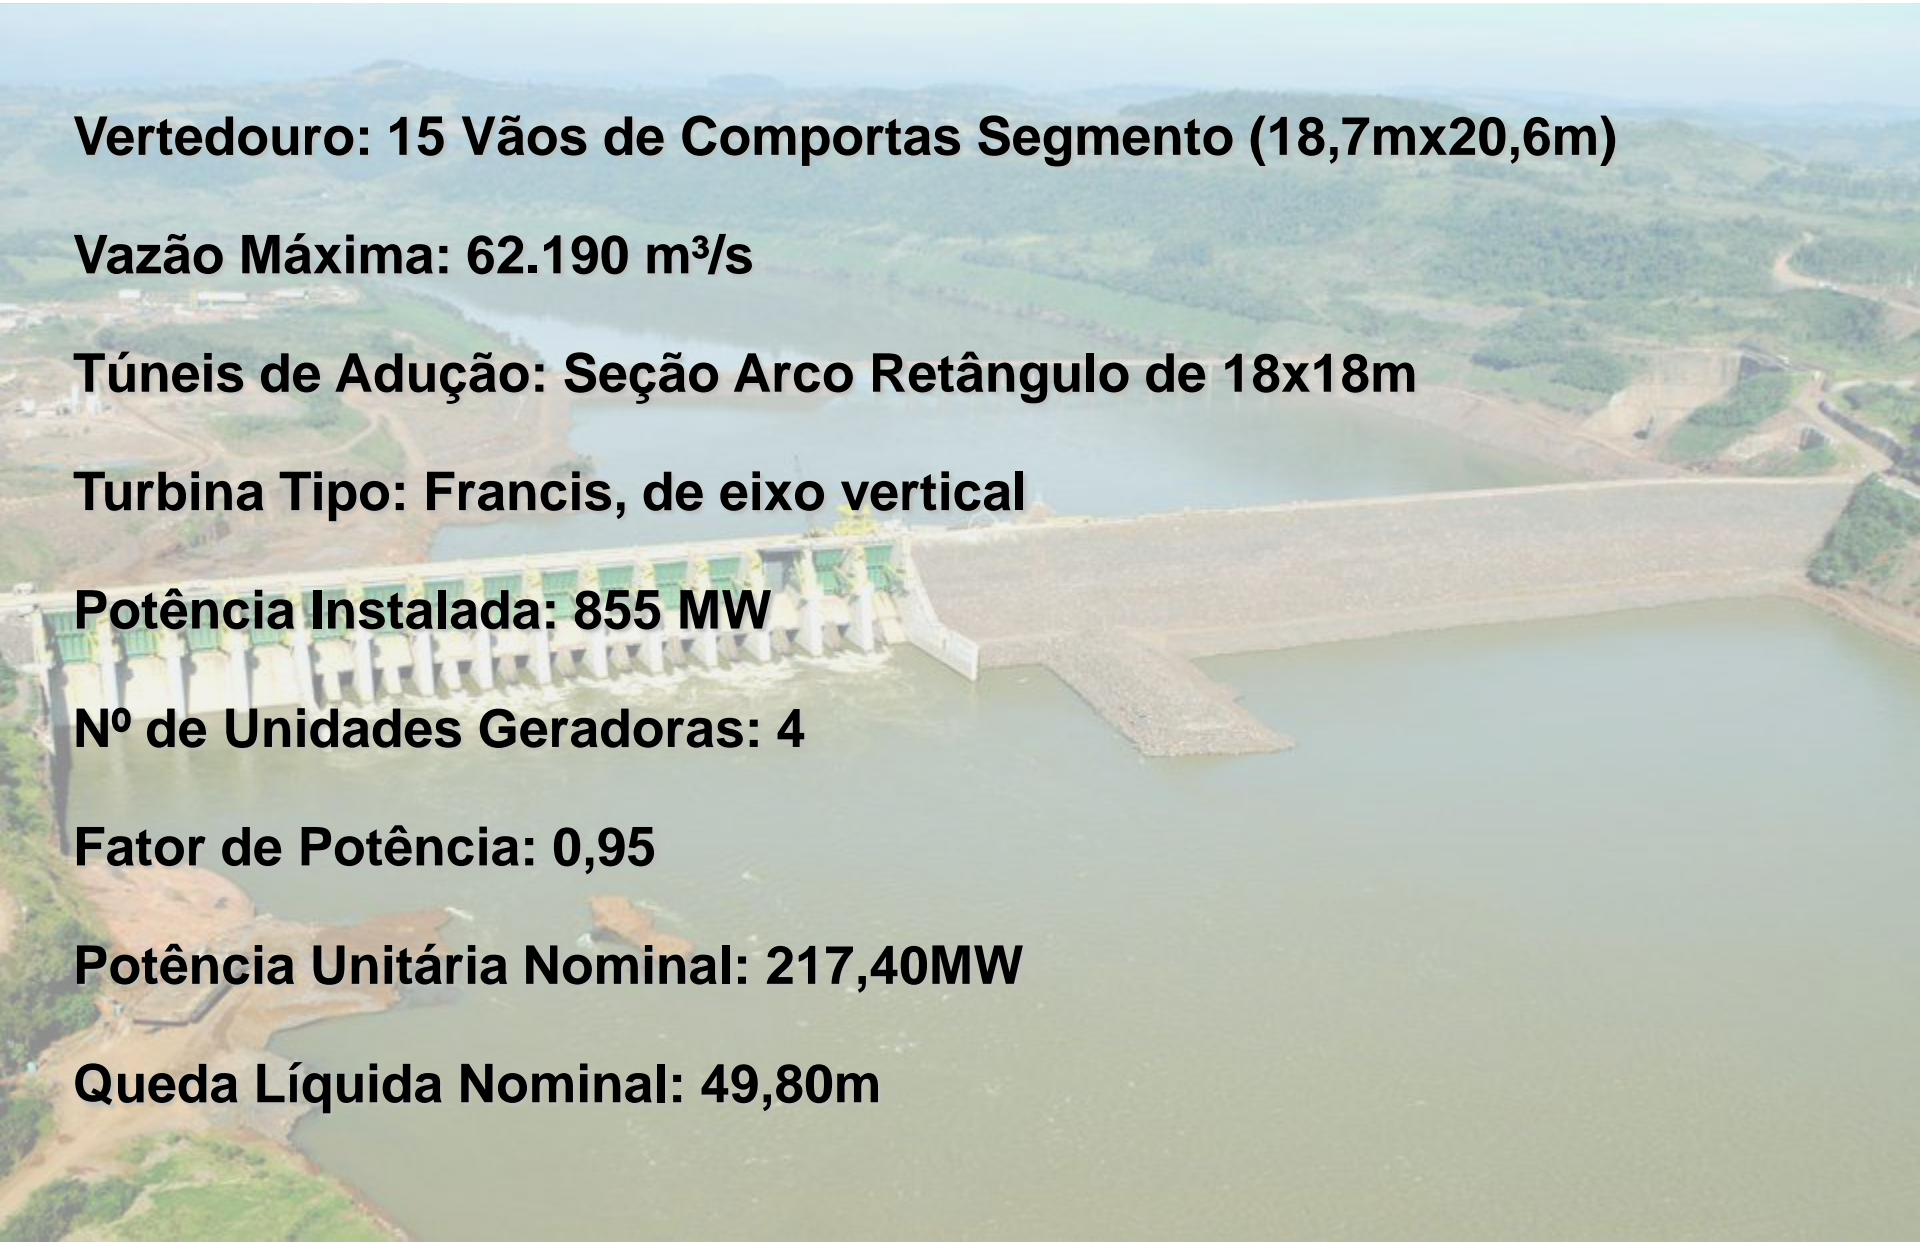 Vertedouro: 15 Vãos de Comportas Segmento (18,7mx20,6m)
Vazão Máxima: 62.190 m³/s
Túneis de Adução: Seção Arco Retângulo de 18x18m
Turbina Tipo: Francis, de eixo vertical
Potência Instalada: 855 MW
Nº de Unidades Geradoras: 4
Fator de Potência: 0,95
Potência Unitária Nominal: 217,40MW
Queda Líquida Nominal: 49,80m